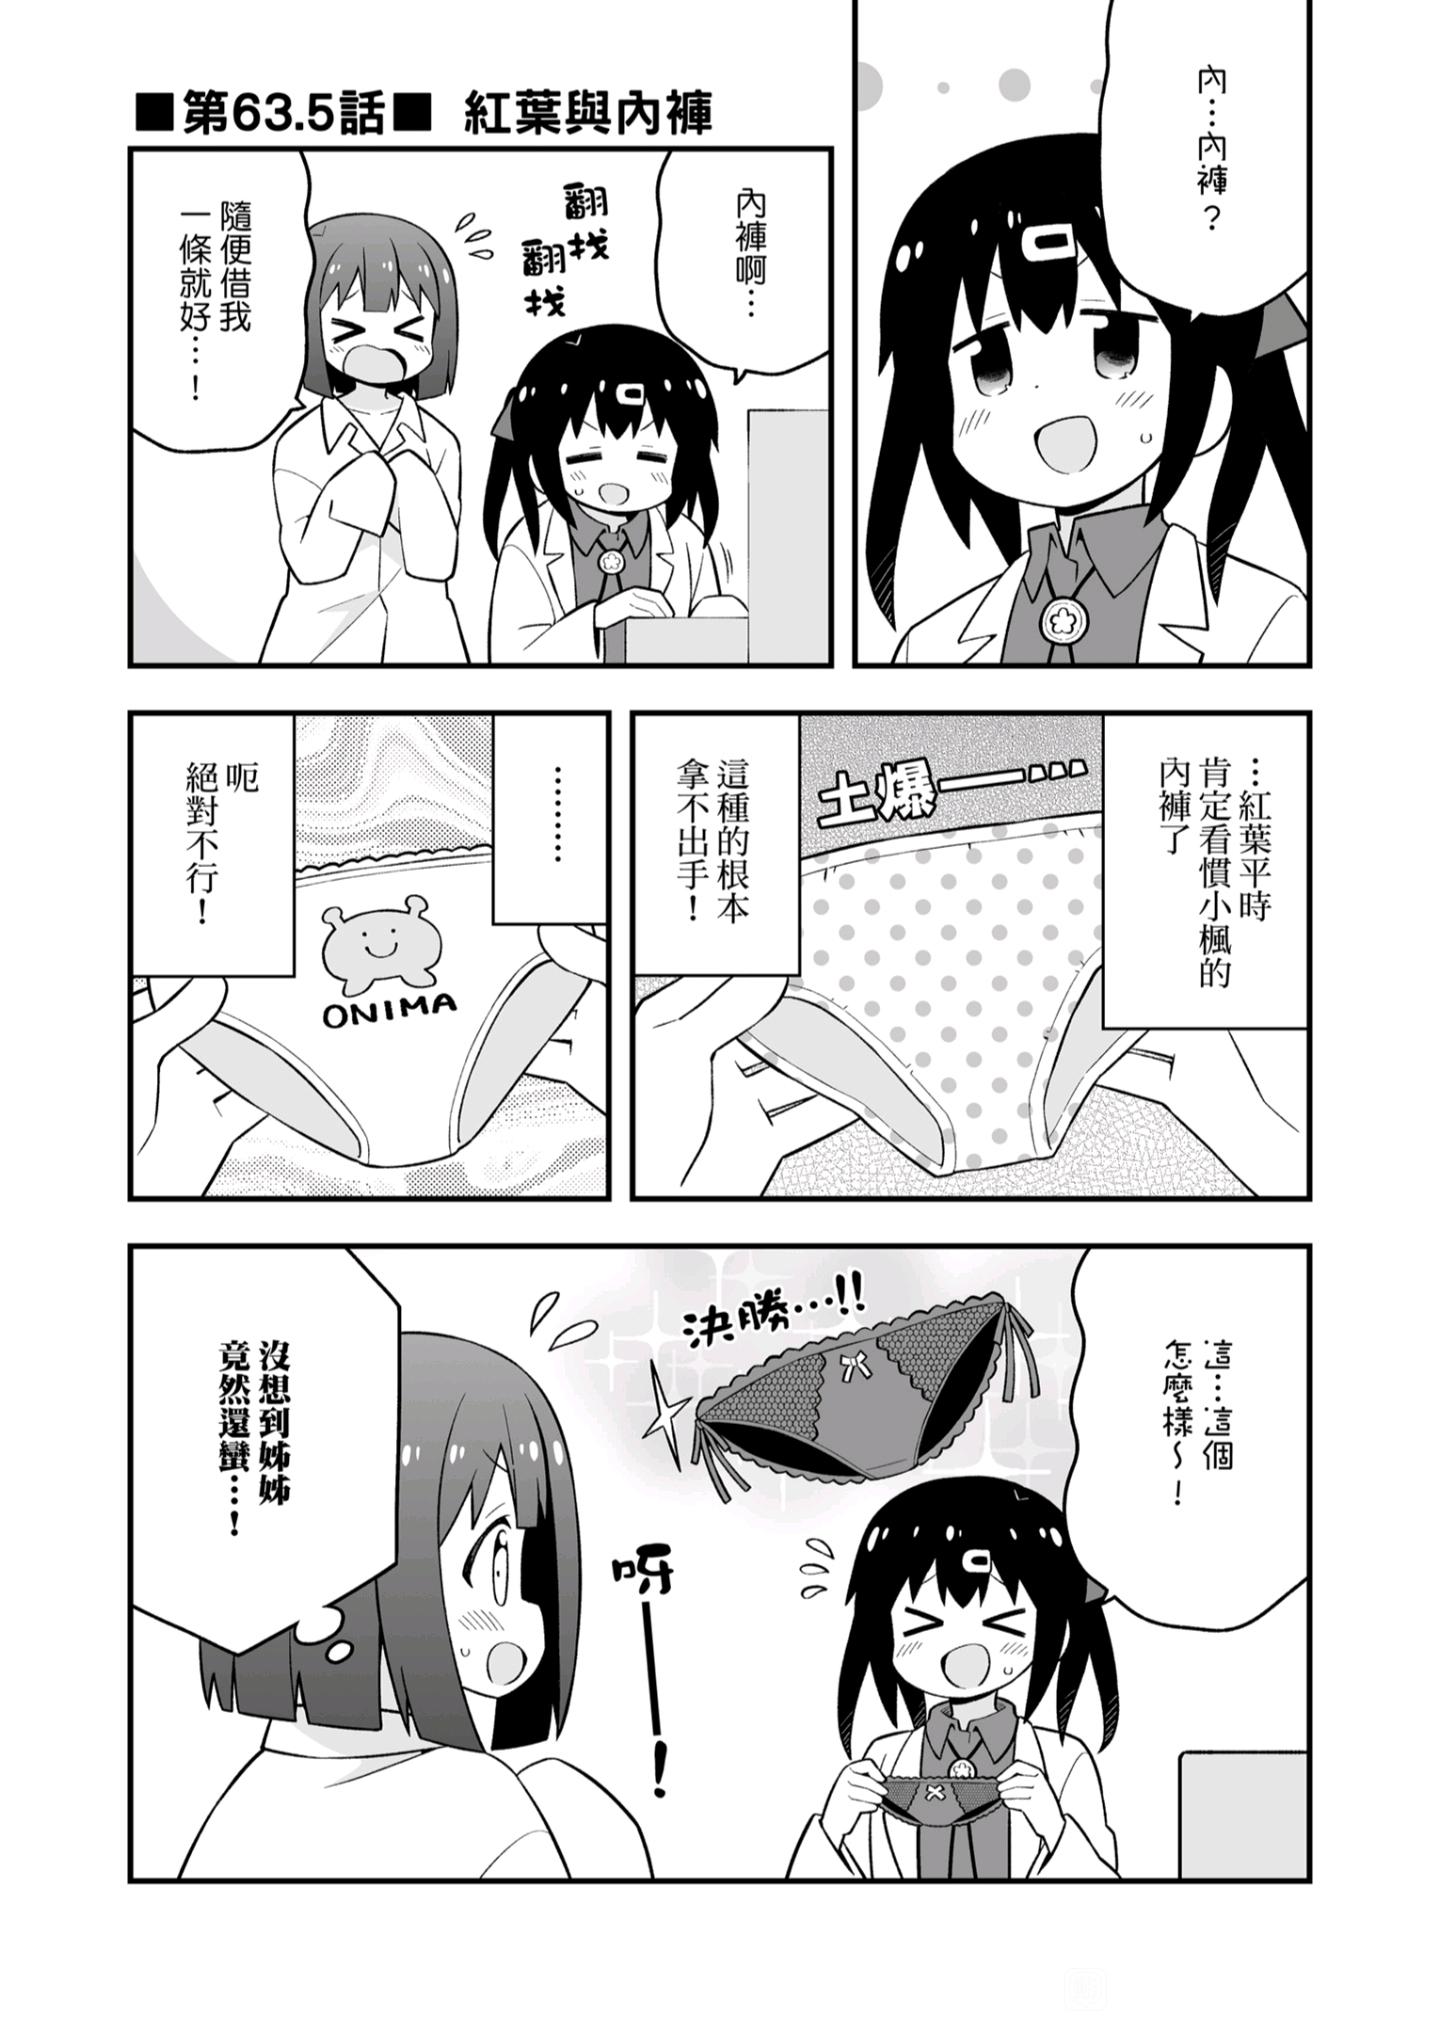 ■第63.5話■ 紅葉與內褲
內…內褲？
內褲啊…
翻找
翻找
隨便借我
一條就好…！
…紅葉平時
肯定看慣小楓的
內褲了
土爆——…
這種的根本
拿不出手！
………
ONIMA
呃
絕對不行！
這…這個
怎麼樣～！
決勝…!!
呀——！
沒想到姊姊
竟然還蠻…！